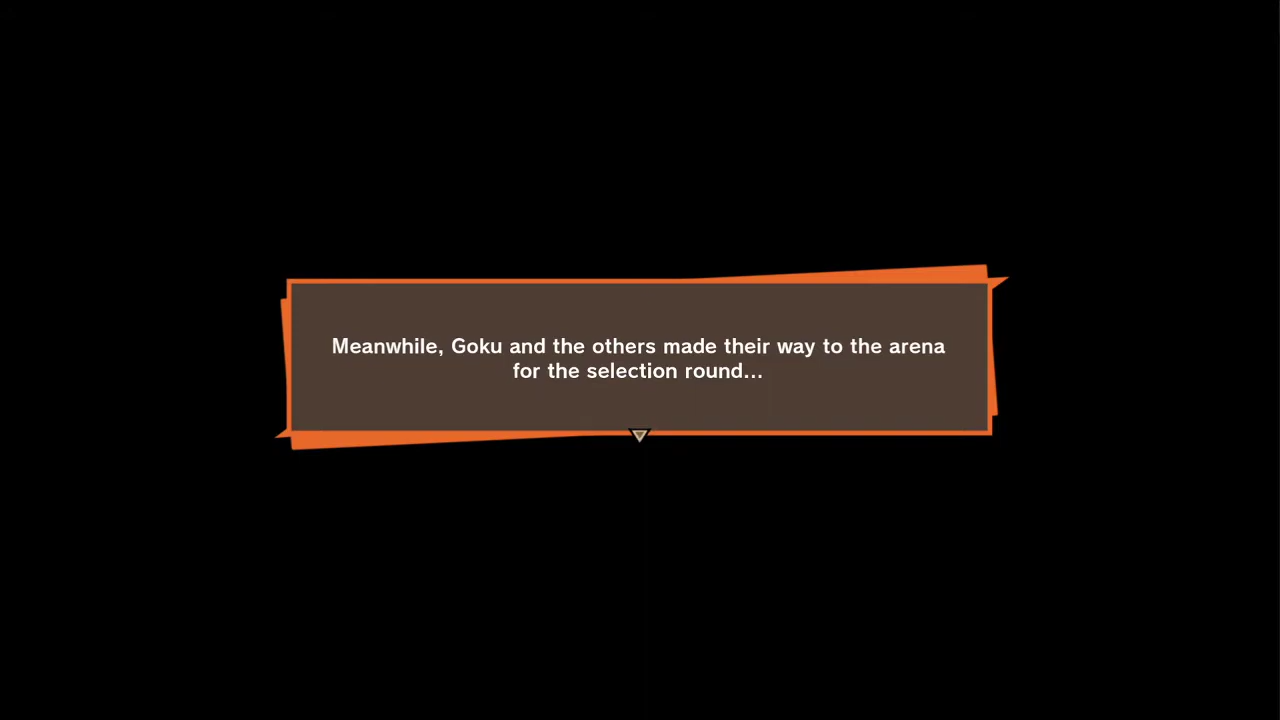 Meanwhile, Goku and the others made their way to the arena
for the selection round...